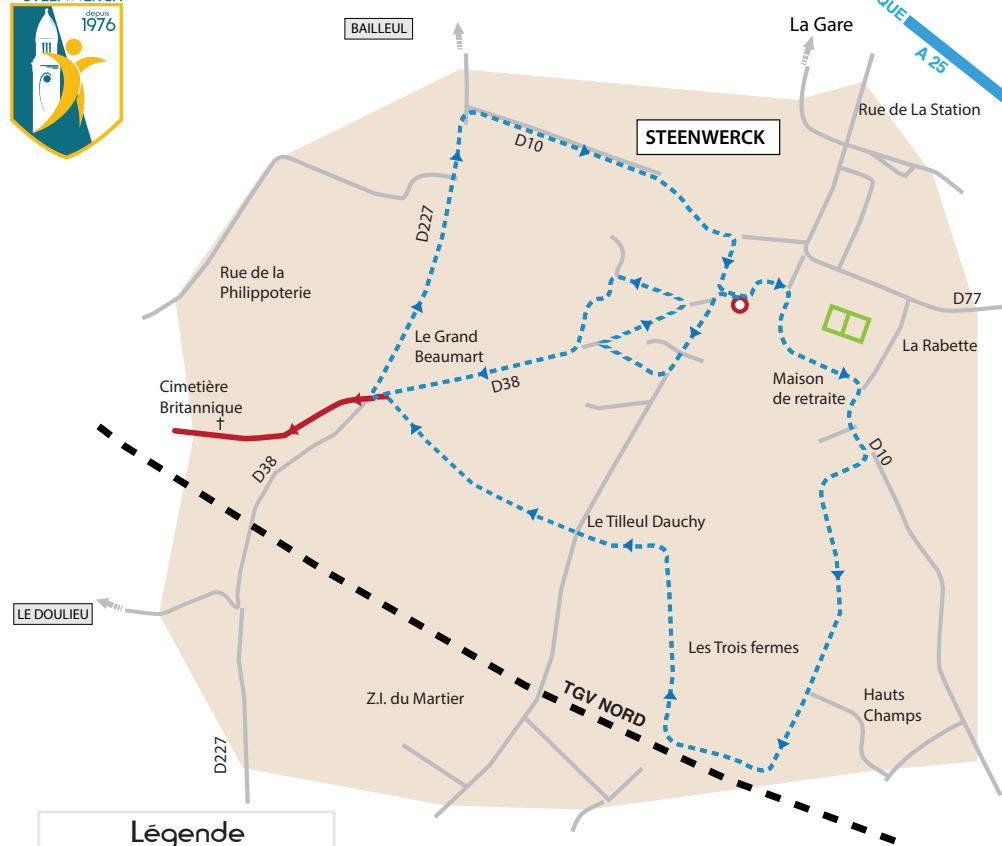 STEENWERCK
depuis
1976
BAILLEUL
La Gare
QUE
A 25
Rue de La Station
STEENWERCK
D10
D227
Rue de la
Philippoterie
D77
Le Grand
Beaumart
La Rabette
D38
Maison
de retraite
Cimetière
Britannique
†
D10
D38
Le Tilleul Dauchy
LE DOULIEU
Les Trois fermes
TGV NORD
Z.I. du Martier
Hauts
Champs
D227
Légende